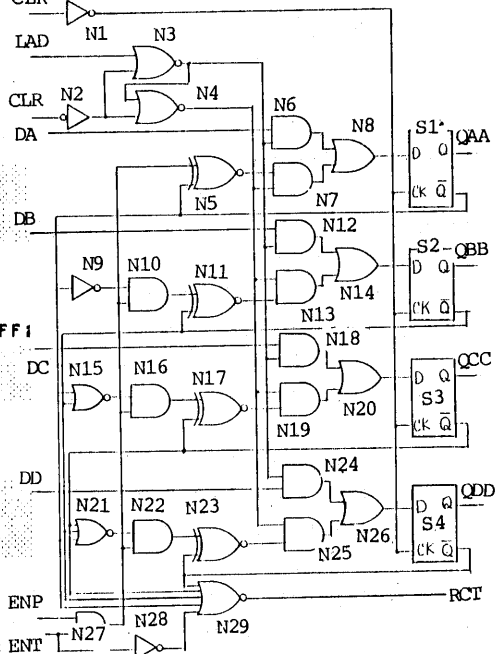 N1
N3
LAD
N2
N4
CLR
N6
DA
N8
S1
QAA
D Q
N5
N7
CK Q̅
DB
N12
S2
QBB
N9
N10
N11
D Q
N14
CK Q̅
N13
FF1
DC
N15
N16
N17
N18
QCC
D Q
S3
N19
N20
CK Q̅
DD
N24
QDD
N21
N22
N23
D Q
S4
N25
N26
CK Q̅
ENP
N28
RCT
N27
N29
ENT